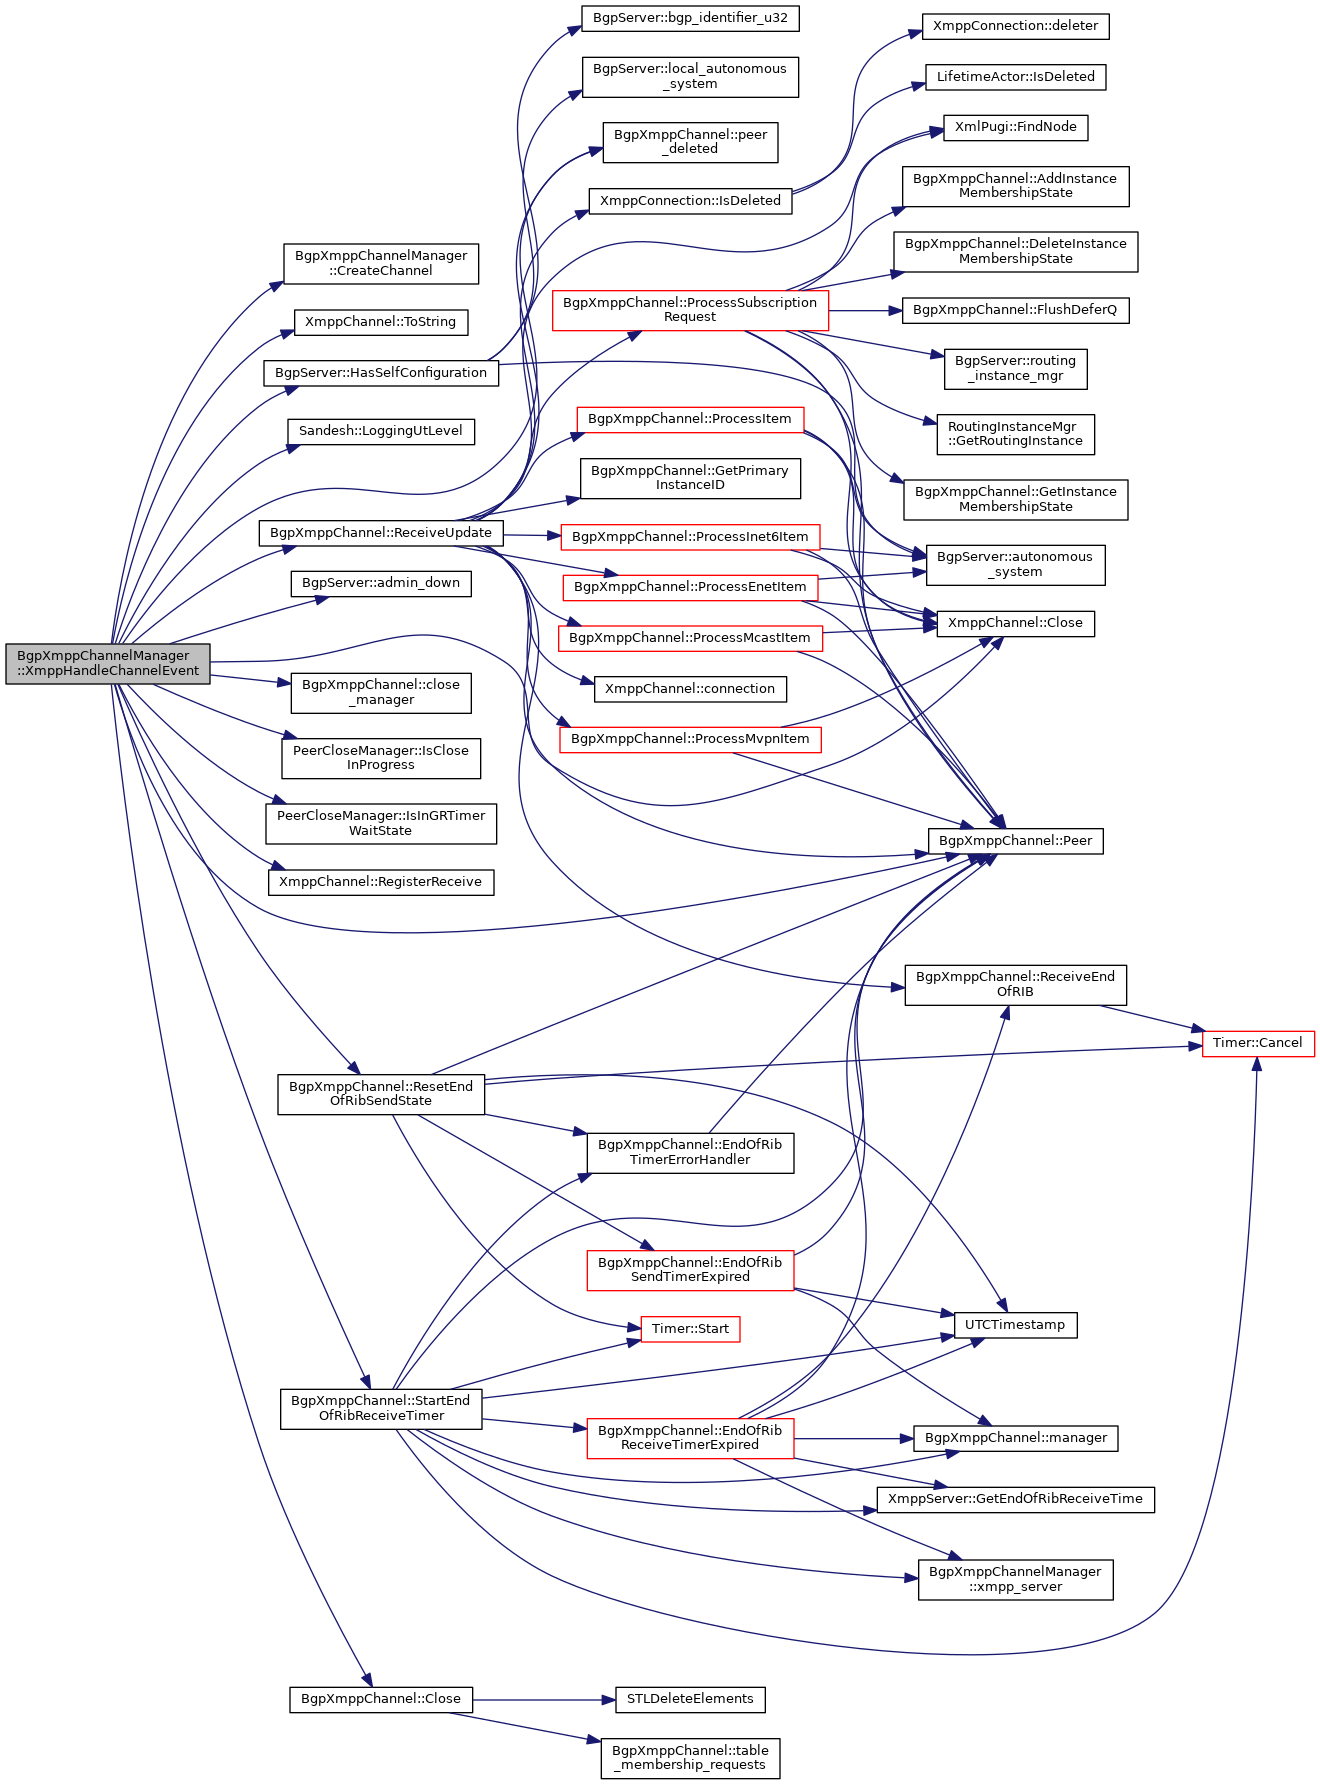 BgpXmppChannelManager
::XmppHandleChannelEvent
BgpXmppChannelManager
::CreateChannel
XmppChannel::ToString
BgpServer::HasSelfConfiguration
Sandesh::LoggingUtLevel
BgpXmppChannel::ReceiveUpdate
BgpServer::admin_down
BgpXmppChannel::close
_manager
PeerCloseManager::IsClose
InProgress
PeerCloseManager::IsInGRTimer
WaitState
XmppChannel::RegisterReceive
BgpXmppChannel::ResetEnd
OfRibSendState
BgpXmppChannel::StartEnd
OfRibReceiveTimer
BgpXmppChannel::Close
BgpServer::bgp_identifier_u32
BgpServer::local_autonomous
_system
BgpXmppChannel::peer
_deleted
XmppConnection::IsDeleted
BgpXmppChannel::ProcessSubscription
Request
BgpXmppChannel::ProcessItem
BgpXmppChannel::GetPrimary
InstanceID
BgpXmppChannel::ProcessInet6Item
BgpXmppChannel::ProcessEnetItem
BgpXmppChannel::ProcessMcastItem
XmppChannel::connection
BgpXmppChannel::ProcessMvpnItem
BgpXmppChannel::EndOfRib
TimerErrorHandler
BgpXmppChannel::EndOfRib
SendTimerExpired
Timer::Start
BgpXmppChannel::EndOfRib
ReceiveTimerExpired
STLDeleteElements
BgpXmppChannel::table
_membership_requests
XmppConnection::deleter
LifetimeActor::IsDeleted
XmlPugi::FindNode
BgpXmppChannel::AddInstance
MembershipState
BgpXmppChannel::DeleteInstance
MembershipState
BgpXmppChannel::FlushDeferQ
BgpServer::routing
_instance_mgr
RoutingInstanceMgr
::GetRoutingInstance
BgpXmppChannel::GetInstance
MembershipState
BgpServer::autonomous
_system
XmppChannel::Close
BgpXmppChannel::Peer
BgpXmppChannel::ReceiveEnd
OfRIB
UTCTimestamp
BgpXmppChannel::manager
XmppServer::GetEndOfRibReceiveTime
BgpXmppChannelManager
::xmpp_server
Timer::Cancel